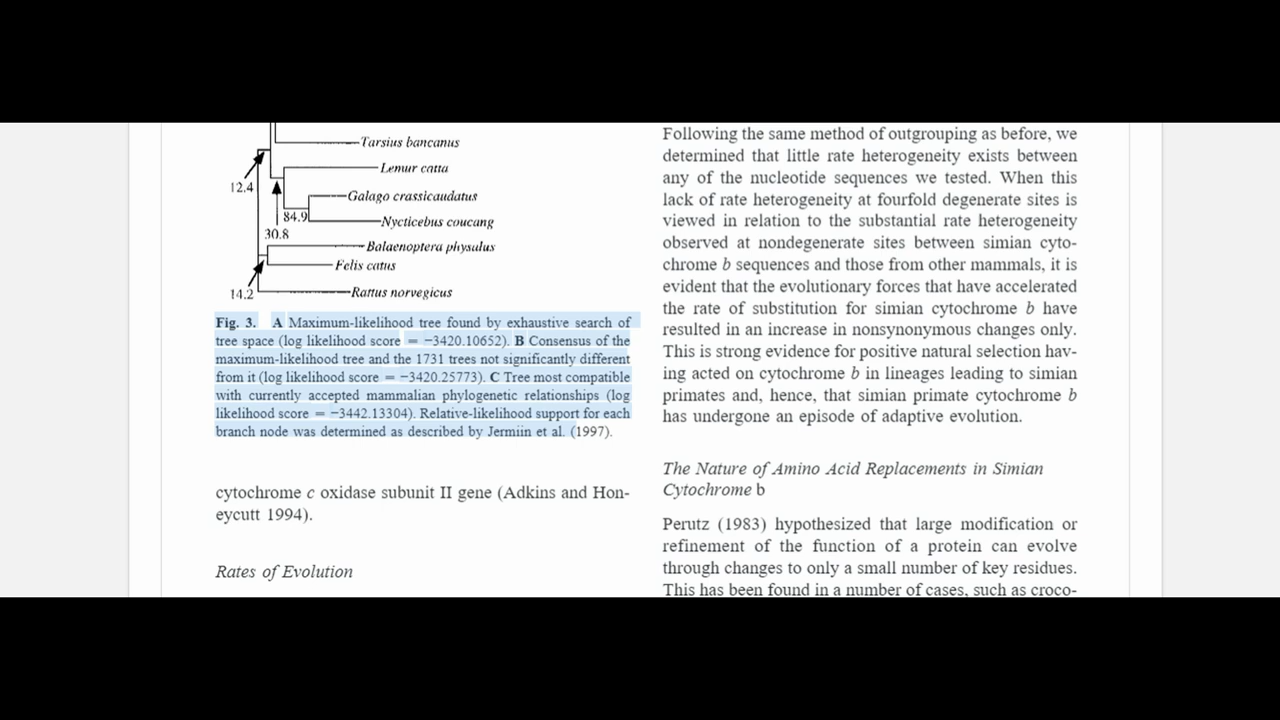 Tarsius bancanus
12.4
Lemur catta
Galago crassicaudatus
84.9
Nycticebus coucang
30.8
Balaenoptera physalus
Felis catus
14.2
Rattus norvegicus
Fig. 3. A Maximum-likelihood tree found by exhaustive search of
tree space (log likelihood score = −3420.10652). B Consensus of the
maximum-likelihood tree and the 1731 trees not significantly different
from it (log likelihood score = −3420.25773). C Tree most compatible
with currently accepted mammalian phylogenetic relationships (log
likelihood score = −3442.13304). Relative-likelihood support for each
branch node was determined as described by Jermiin et al. (1997).
cytochrome c oxidase subunit II gene (Adkins and Hon-
eycutt 1994).
Rates of Evolution
Following the same method of outgrouping as before, we
determined that little rate heterogeneity exists between
any of the nucleotide sequences we tested. When this
lack of rate heterogeneity at fourfold degenerate sites is
viewed in relation to the substantial rate heterogeneity
observed at nondegenerate sites between simian cyto-
chrome b sequences and those from other mammals, it is
evident that the evolutionary forces that have accelerated
the rate of substitution for simian cytochrome b have
resulted in an increase in nonsynonymous changes only.
This is strong evidence for positive natural selection hav-
ing acted on cytochrome b in lineages leading to simian
primates and, hence, that simian primate cytochrome b
has undergone an episode of adaptive evolution.
The Nature of Amino Acid Replacements in Simian
Cytochrome b
Perutz (1983) hypothesized that large modification or
refinement of the function of a protein can evolve
through changes to only a small number of key residues.
This has been found in a number of cases, such as croco-